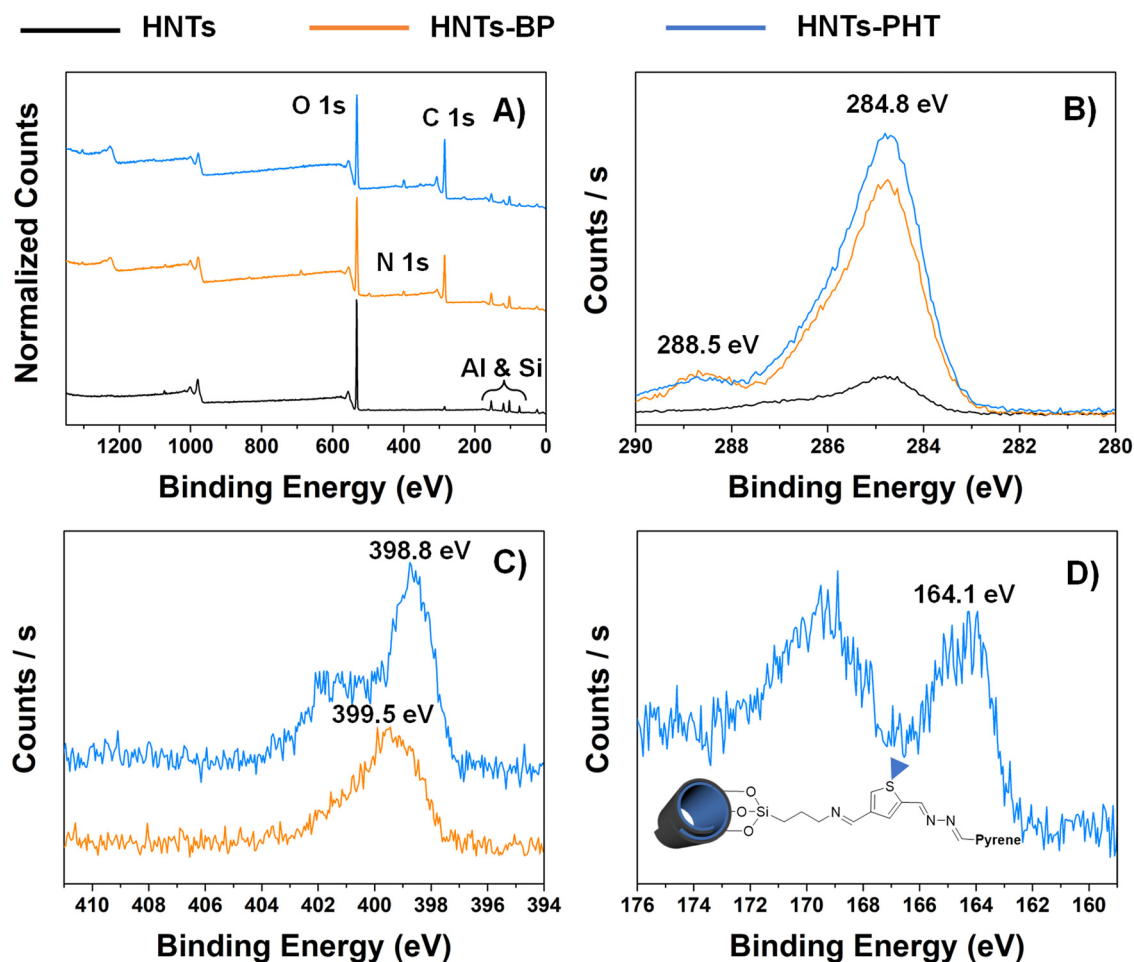 HNTs HNTs-BP HNTs-PHT
A)
O 1s
C 1s
N 1s
Al & Si
Normalized Counts
1200 1000 800 600 400 200 0
Binding Energy (eV)
B)
284.8 eV
288.5 eV
Counts / s
290 288 286 284 282 280
Binding Energy (eV)
C)
398.8 eV
399.5 eV
Counts / s
410 408 406 404 402 400 398 396 394
Binding Energy (eV)
D)
164.1 eV
Counts / s
O
O Si N S N N
O
Pyrene
176 174 172 170 168 166 164 162 160
Binding Energy (eV)